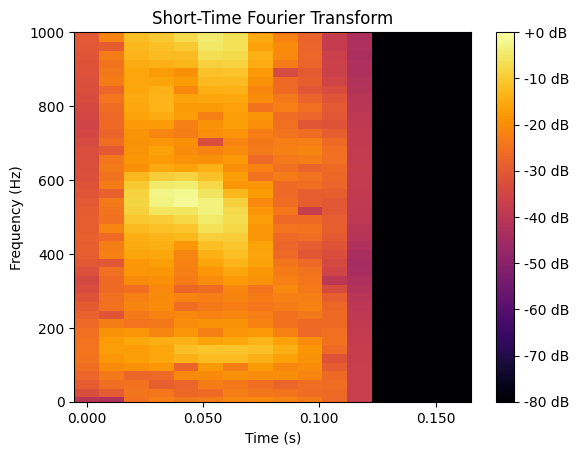 Short-Time Fourier Transform
1000
800
600
400
200
0
Frequency (Hz)
0.000
0.050
0.100
0.150
Time (s)
+0 dB
-10 dB
-20 dB
-30 dB
-40 dB
-50 dB
-60 dB
-70 dB
-80 dB